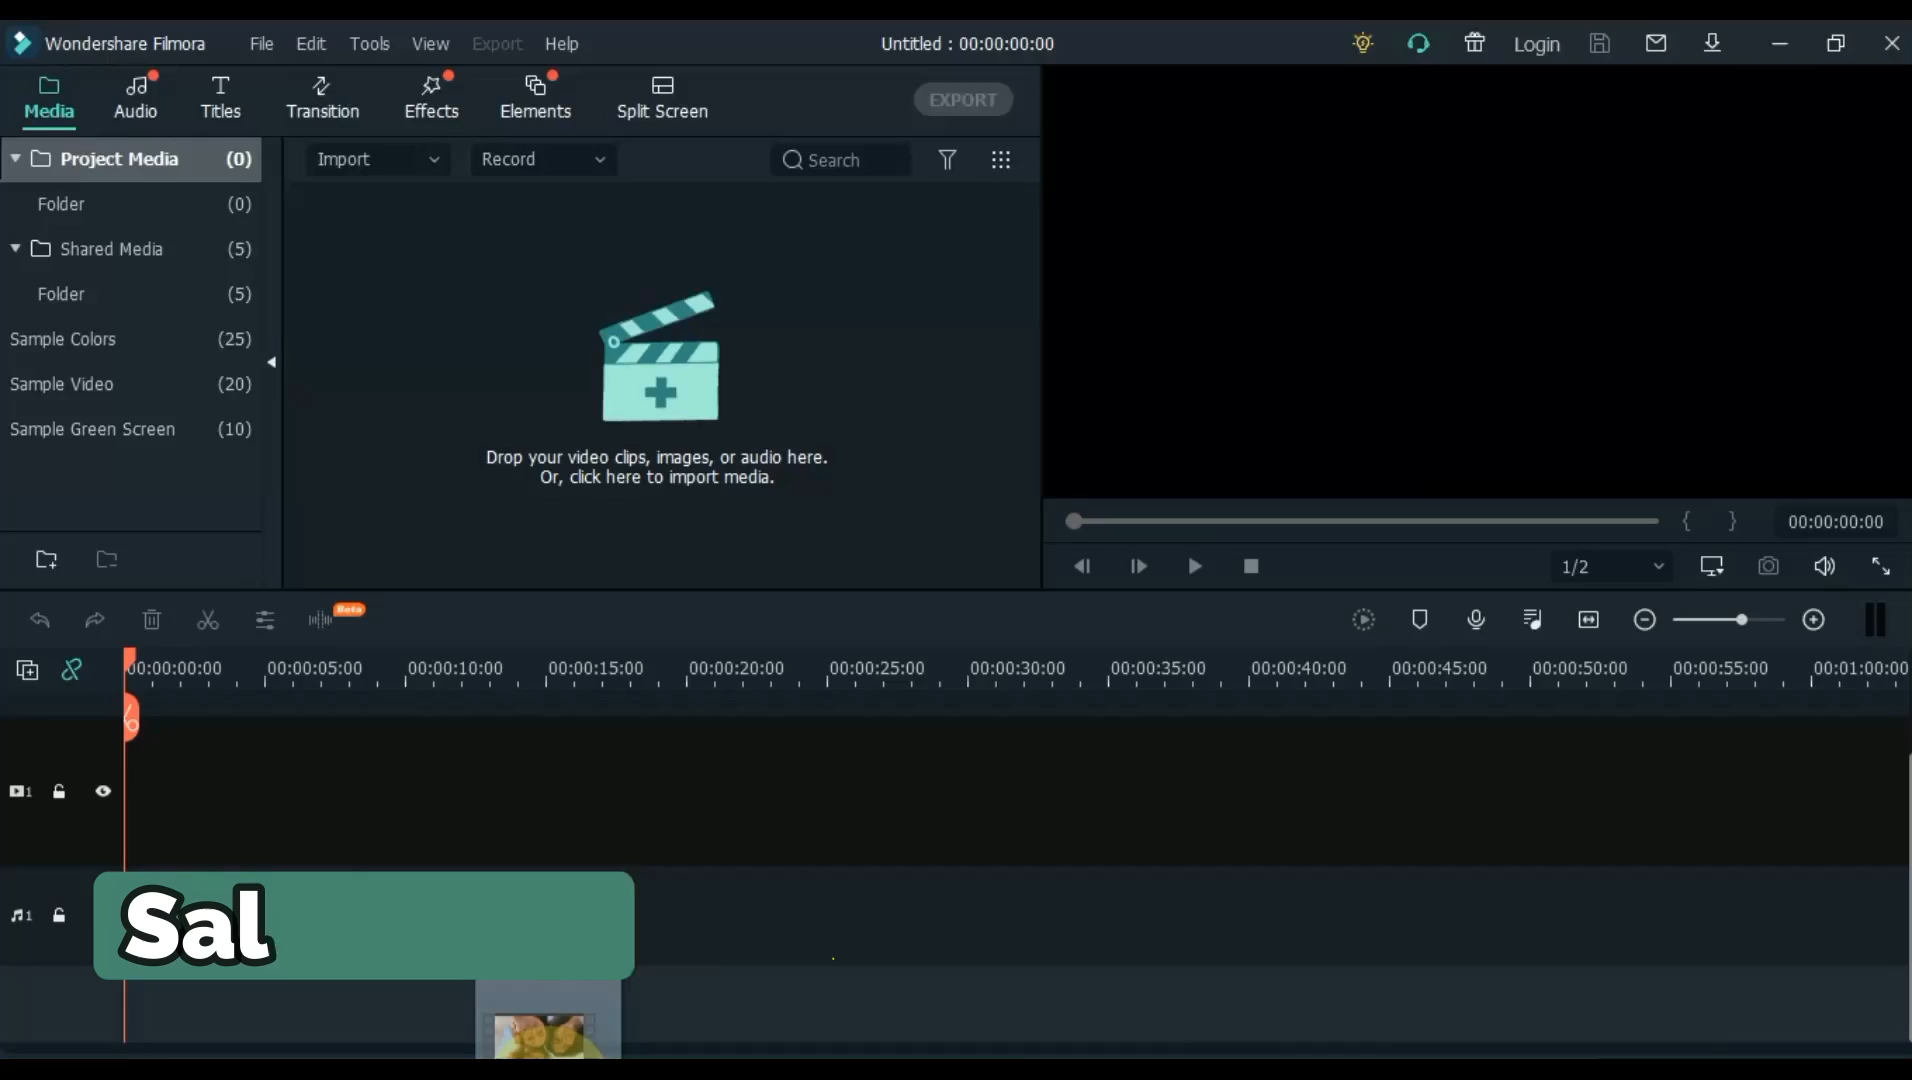 Wondershare Filmora File Edit Tools View Export Help Untitled : 00:00:00:00 Login
Media Audio Titles Transition Effects Elements Split Screen EXPORT
Project Media (0)
Folder (0)
Shared Media (5)
Folder (5)
Sample Colors (25)
Sample Video (20)
Sample Green Screen (10)
Import Record Search
Drop your video clips, images, or audio here.
Or, click here to import media.
{ } 00:00:00:00
1/2
Beta
00:00:00:00 00:00:05:00 00:00:10:00 00:00:15:00 00:00:20:00 00:00:25:00 00:00:30:00 00:00:35:00 00:00:40:00 00:00:45:00 00:00:50:00 00:00:55:00 00:01:00:00
1
1
Sal